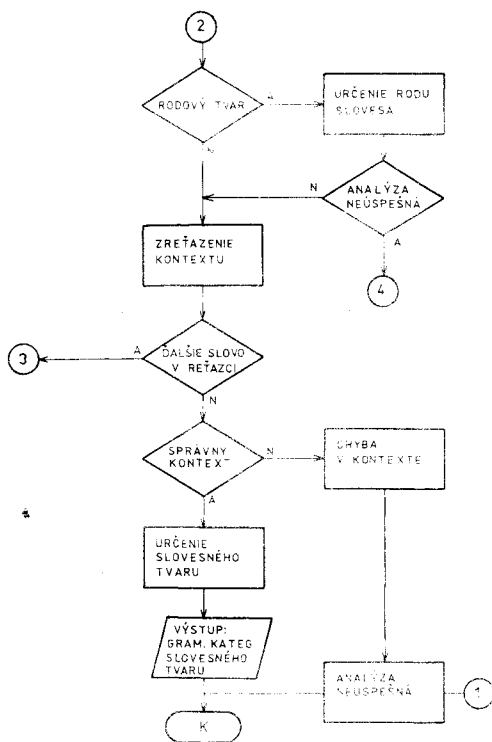 2
RODOVÝ TVAR
A
URČENIE RODU
SLOVESA
N
N
ANALÝZA
NEÚSPEŠNÁ
A
ZREŤAZENIE
KONTEXTU
4
3
A
ĎALŠIE SLOVO
V REŤAZCI
N
SPRÁVNY
KONTEXT
N
CHYBA
V KONTEXTE
A
URČENIE
SLOVESNÉHO
TVARU
VÝSTUP:
GRAM. KATEG
SLOVESNÉHO
TVARU
ANALÝZA
NEÚSPEŠNÁ
1
K